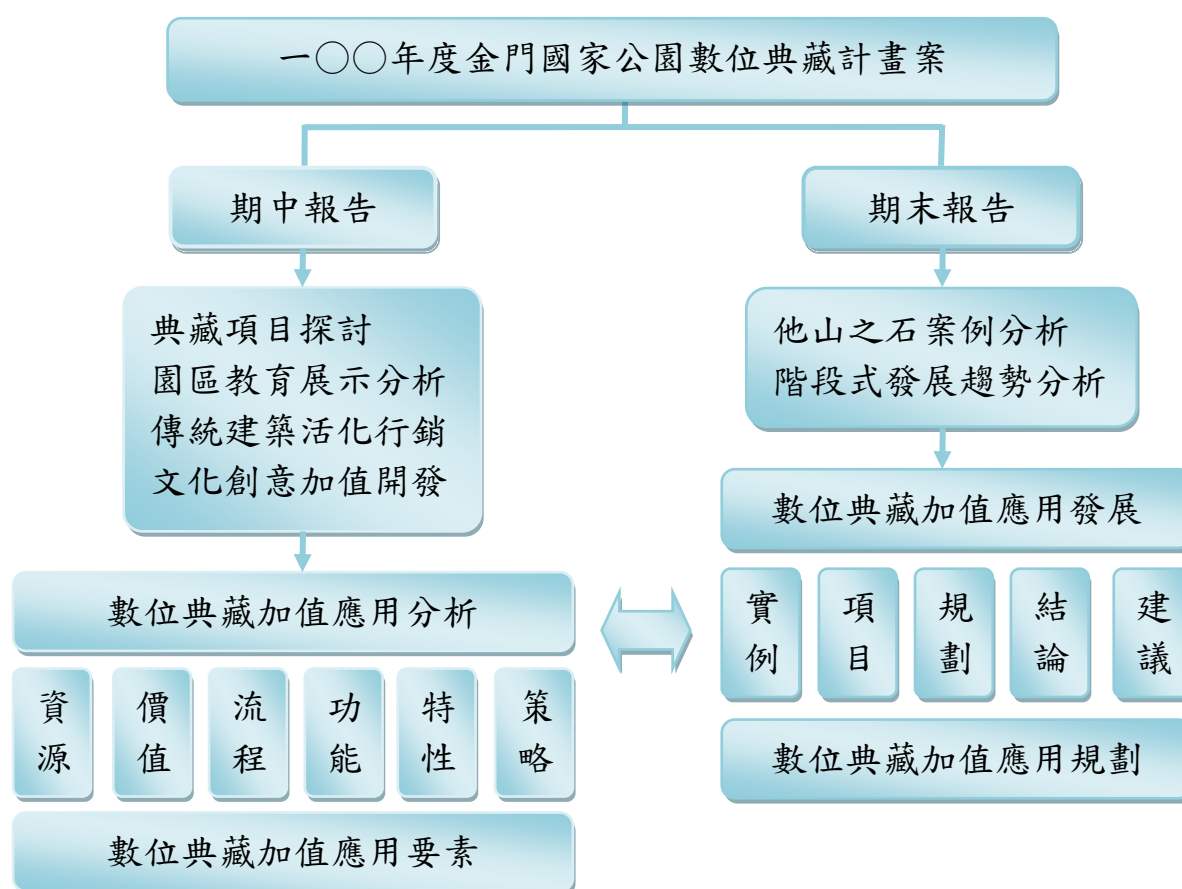 一○○年度金門國家公園數位典藏計畫案
期中報告
典藏項目探討
園區教育展示分析
傳統建築活化行銷
文化創意加值開發
數位典藏加值應用分析
資源
價值
流程
功能
特性
策略
數位典藏加值應用要素
期末報告
他山之石案例分析
階段式發展趨勢分析
數位典藏加值應用發展
實例
項目
規劃
結論
建議
數位典藏加值應用規劃